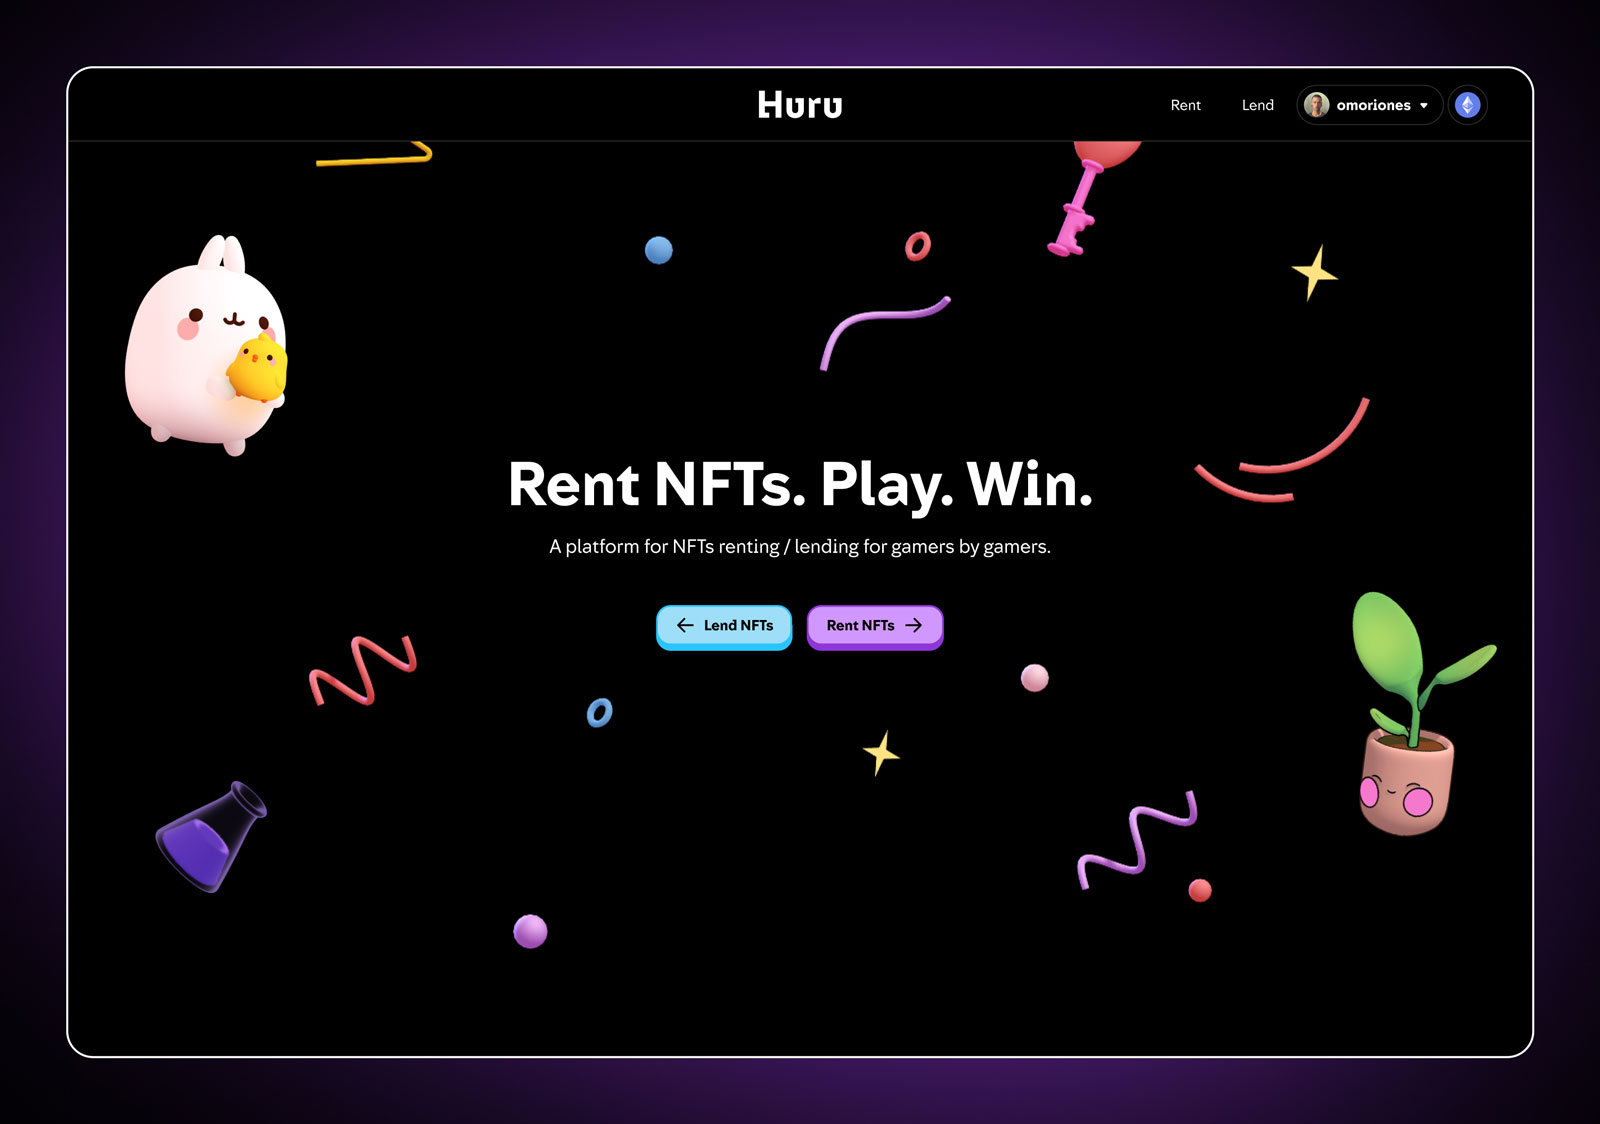 Huru
Rent
Lend
omoriones
Rent NFTs. Play. Win.
A platform for NFTs renting / lending for gamers by gamers.
Lend NFTs
Rent NFTs